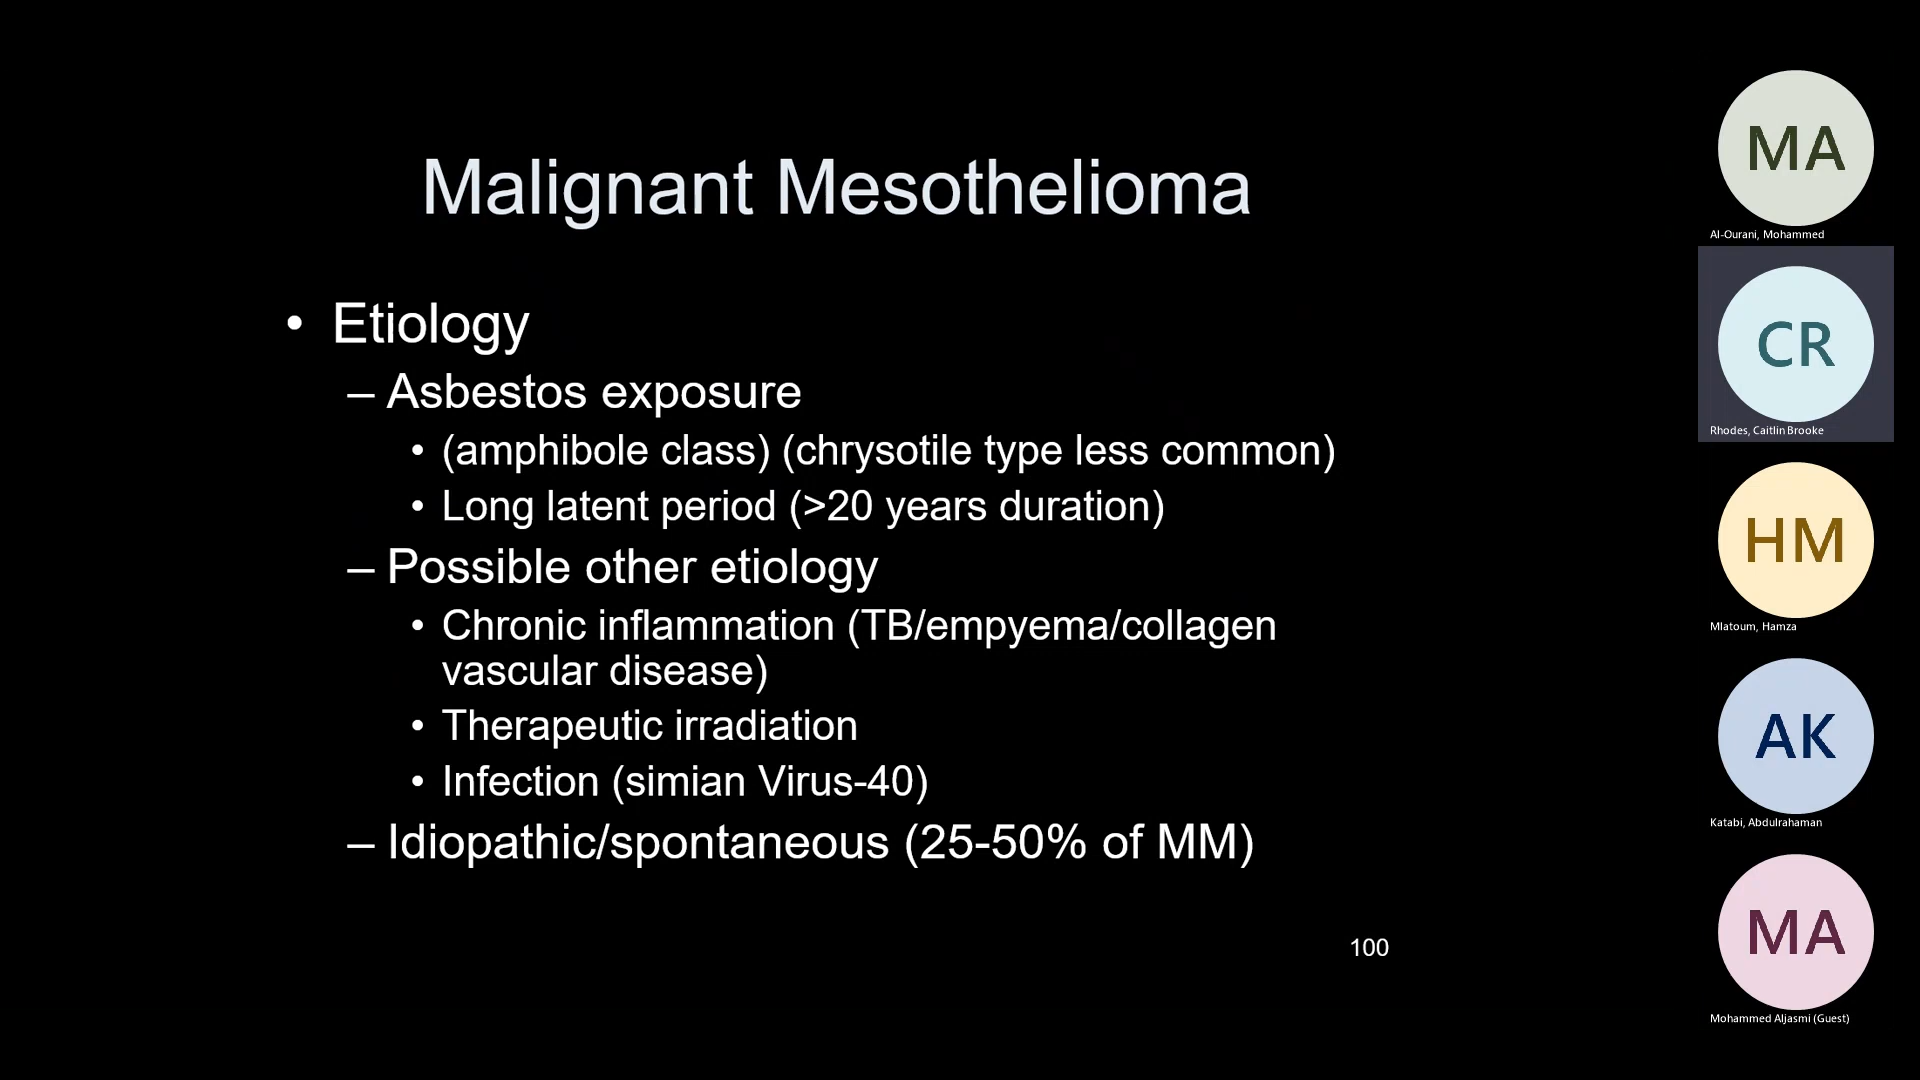 Malignant Mesothelioma
• Etiology
– Asbestos exposure
• (amphibole class) (chrysotile type less common)
• Long latent period (>20 years duration)
– Possible other etiology
• Chronic inflammation (TB/empyema/collagen
vascular disease)
• Therapeutic irradiation
• Infection (simian Virus-40)
– Idiopathic/spontaneous (25-50% of MM)
100
MA
Al-Ourani, Mohammed
CR
Rhodes, Caitlin Brooke
HM
Mlatoum, Hamza
AK
Katabi, Abdulrahaman
MA
Mohammed Aljasmi (Guest)